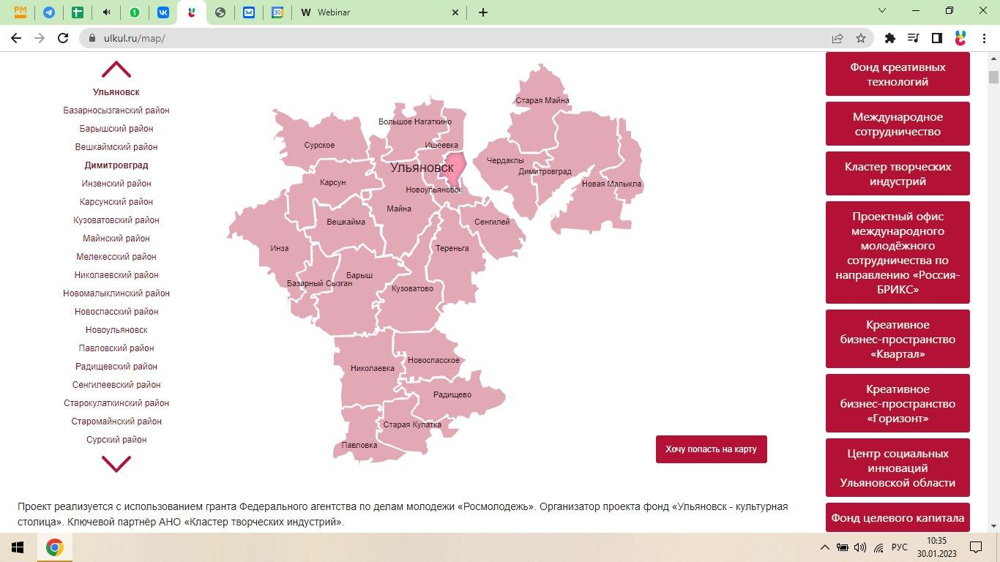 PM
1
30
Webinar
ulkul.ru/map/
Ульяновск
Базарносызганский район
Барышский район
Вешкаймский район
Димитровград
Инзенский район
Карсунский район
Кузоватовский район
Майнский район
Мелекесский район
Николаевский район
Новомалыклинский район
Новоспасский район
Новоульяновск
Павловский район
Радищевский район
Сенгилеевский район
Старокулаткинский район
Старомайнский район
Сурский район
Старая Майна
Большое Нагаткино
Сурское
Ишеевка
Чердаклы
УЛЬЯНОВСК
Димитровград
Карсун
Новая Малыкла
Новоульяновск
Майна
Вешкайма
Сенгилей
Инза
Тереньга
Барыш
Базарный Сызган
Кузоватово
Новоспасское
Николаевка
Радищево
Старая Кулатка
Павловка
Хочу попасть на карту
Фонд креативных
технологий
Международное
сотрудничество
Кластер творческих
индустрий
Проектный офис
международного
молодёжного
сотрудничества по
направлению «Россия-
БРИКС»
Креативное
бизнес-пространство
«Квартал»
Креативное
бизнес-пространство
«Горизонт»
Центр социальных
инноваций
Ульяновской области
Фонд целевого капитала
Проект реализуется с использованием гранта Федерального агентства по делам молодежи «Росмолодежь». Организатор проекта фонд «Ульяновск - культурная
столица». Ключевой партнёр АНО «Кластер творческих индустрий».
РУС
10:35
30.01.2023